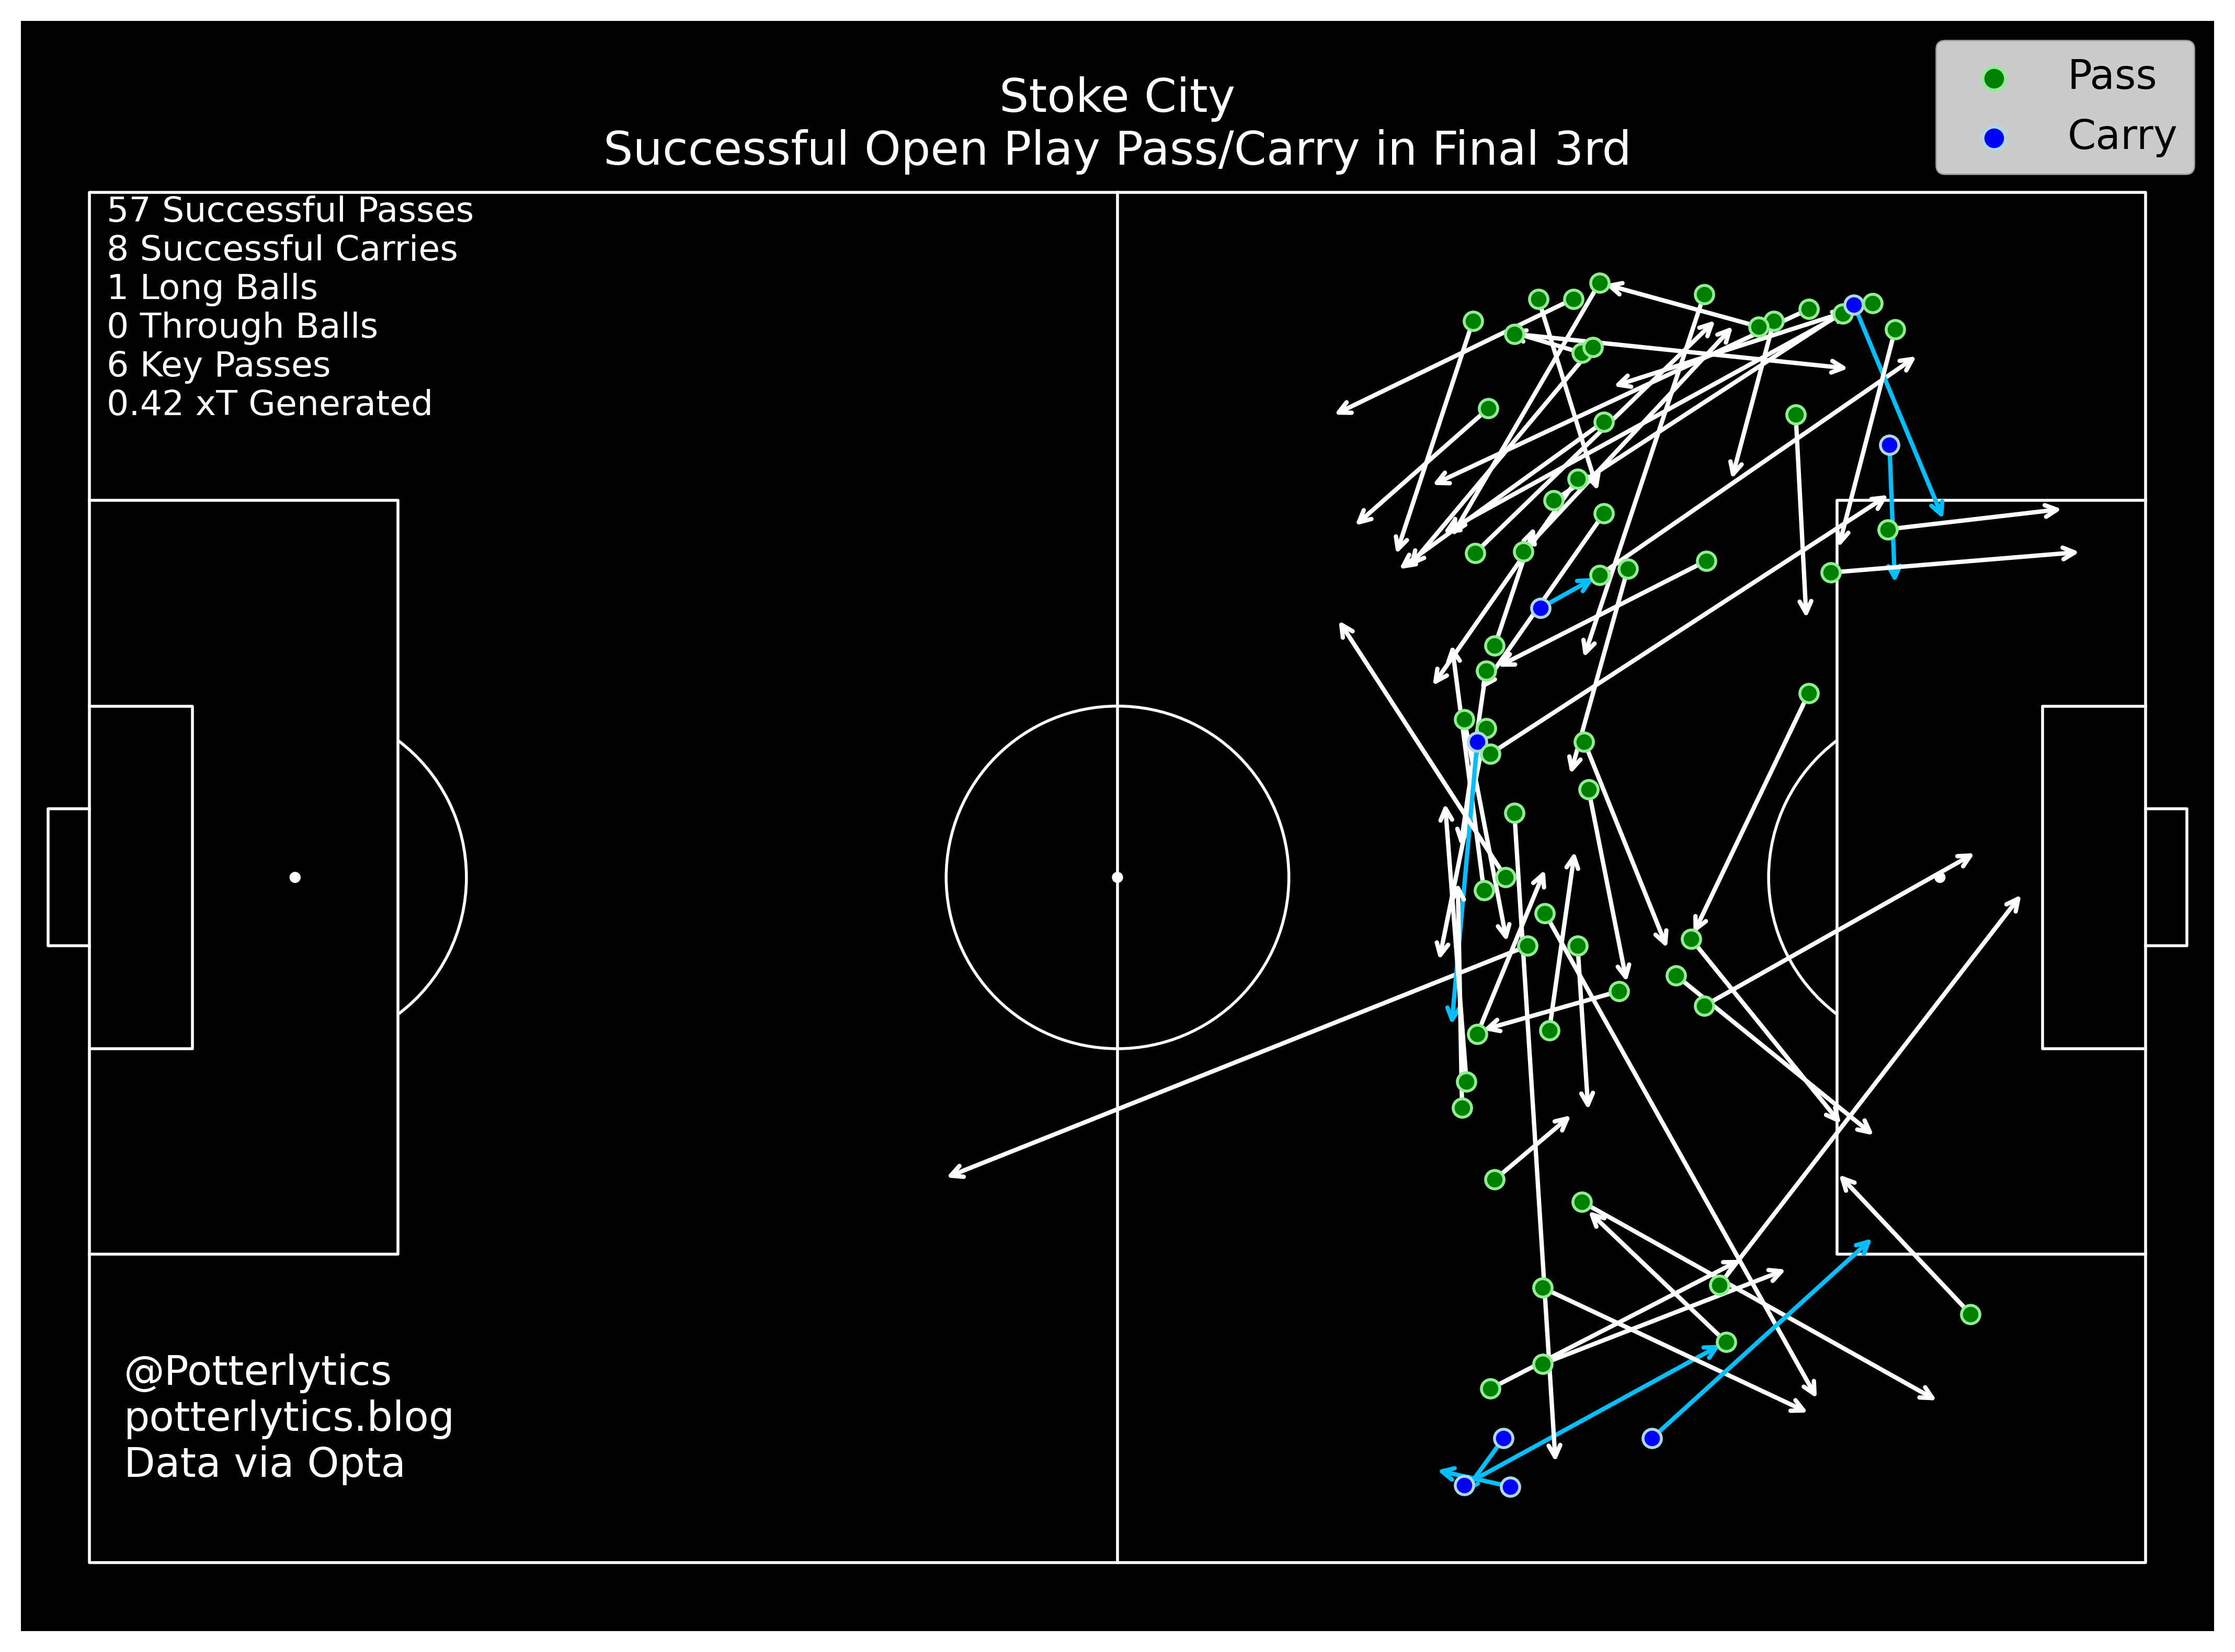 Stoke City
Successful Open Play Pass/Carry in Final 3rd
Pass
Carry
57 Successful Passes
8 Successful Carries
1 Long Balls
0 Through Balls
6 Key Passes
0.42 xT Generated
@Potterlytics
potterlytics.blog
Data via Opta